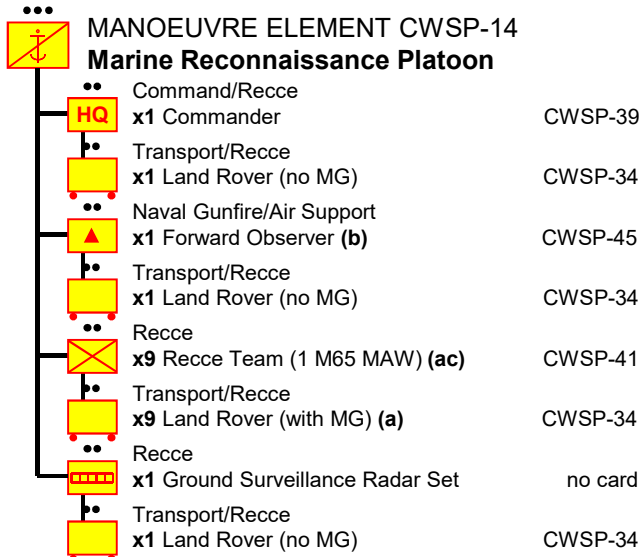 MANOEUVRE ELEMENT CWSP-14
Marine Reconnaissance Platoon
Command/Recce
HQ x1 Commander CWSP-39
Transport/Recce
x1 Land Rover (no MG) CWSP-34
Naval Gunfire/Air Support
x1 Forward Observer (b) CWSP-45
Transport/Recce
x1 Land Rover (no MG) CWSP-34
Recce
x9 Recce Team (1 M65 MAW) (ac) CWSP-41
Transport/Recce
x9 Land Rover (with MG) (a) CWSP-34
Recce
x1 Ground Surveillance Radar Set no card
Transport/Recce
x1 Land Rover (no MG) CWSP-34